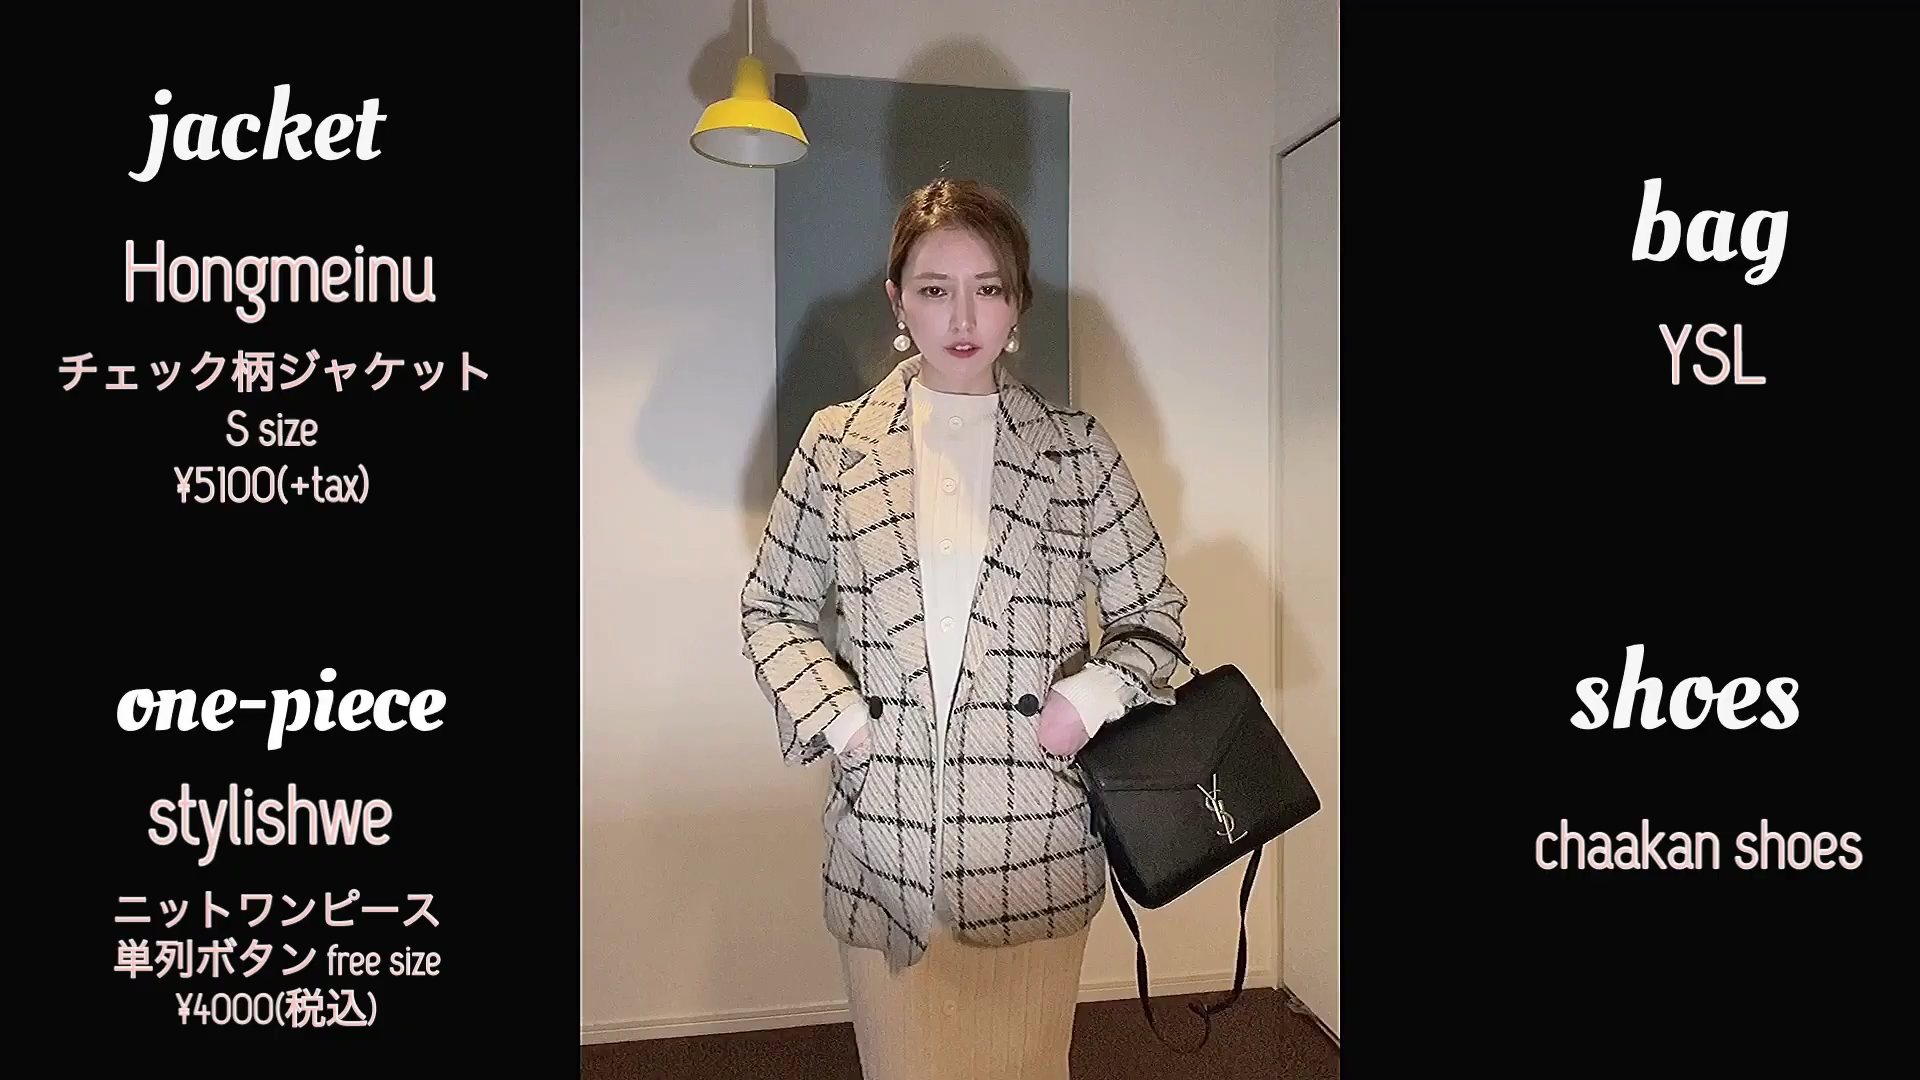 jacket
Hongmeinu
チェック柄ジャケット
S size
¥5100(+tax)
one-piece
stylishwe
ニットワンピース
単列ボタン free size
¥4000(税込)
bag
YSL
shoes
chaakan shoes
YSL